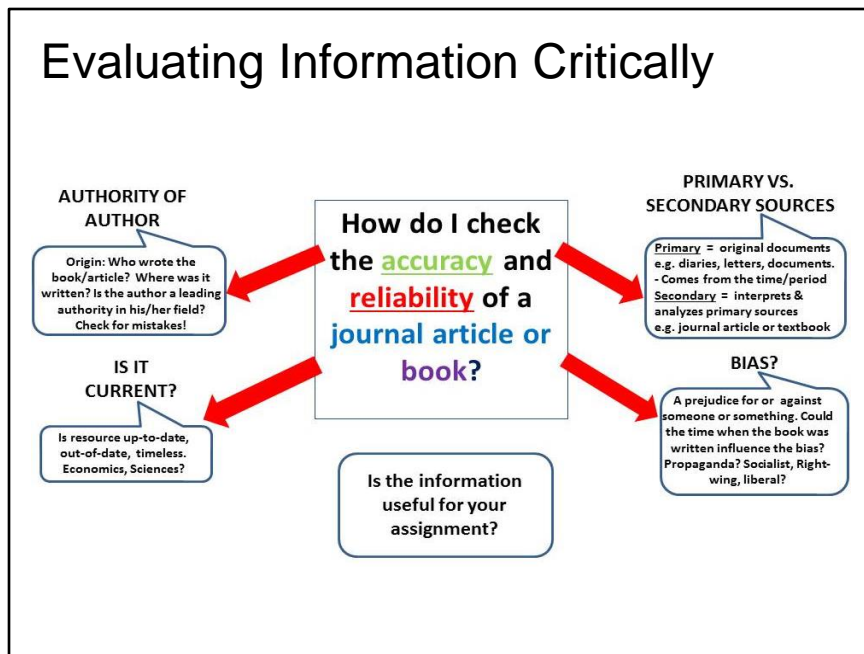 Evaluating Information Critically
AUTHORITY OF
AUTHOR
Origin: Who wrote the
book/article? Where was it
written? Is the author a leading
authority in his/her field?
Check for mistakes!
IS IT
CURRENT?
Is resource up-to-date,
out-of-date, timeless.
Economics, Sciences?
How do I check
the accuracy and
reliability of a
journal article or
book?
Is the information
useful for your
assignment?
PRIMARY VS.
SECONDARY SOURCES
Primary = original documents
e.g. diaries, letters, documents.
- Comes from the time/period
Secondary = interprets &
analyzes primary sources
e.g. journal article or textbook
BIAS?
A prejudice for or against
someone or something. Could
the time when the book was
written influence the bias?
Propaganda? Socialist, Right-
wing, liberal?